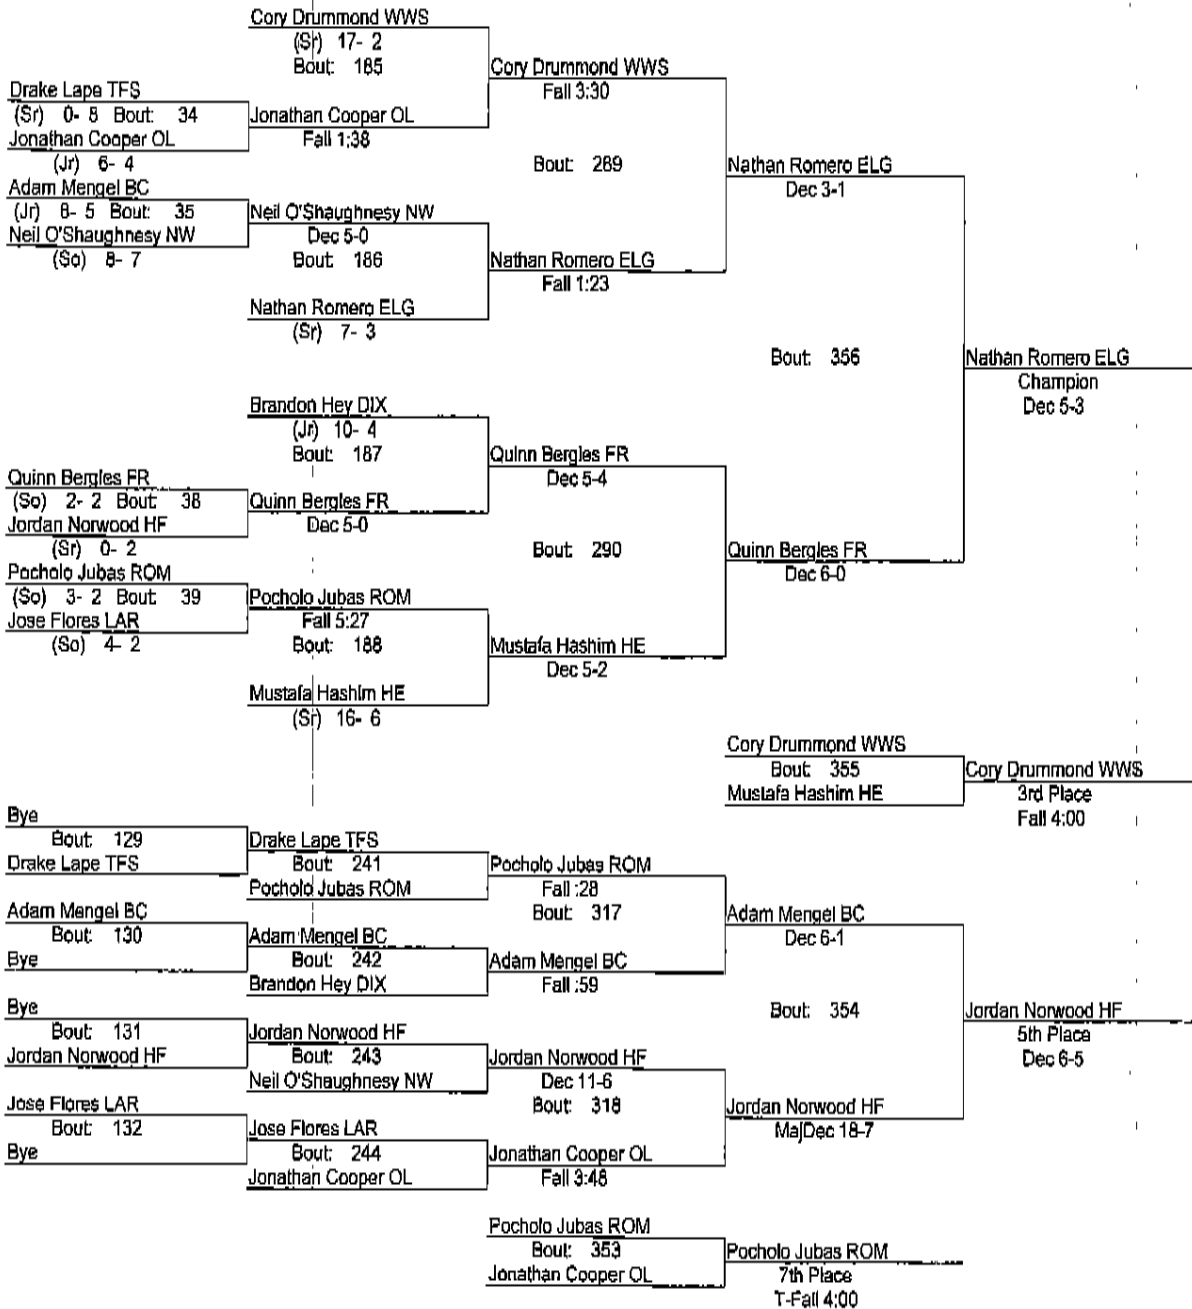 Cory Drummond WWS
(Sr) 17- 2
Bout: 185
Cory Drummond WWS
Fall 3:30
Drake Lape TFS
(Sr) 0- 8 Bout: 34
Jonathan Cooper OL
Jonathan Cooper OL
Fall 1:38
(Jr) 6- 4
Bout: 289
Nathan Romero ELG
Dec 3-1
Adam Mengel BC
(Jr) 8- 5 Bout: 35
Neil O'Shaughnesy NW
Neil O'Shaughnesy NW
Dec 5-0
(So) 8- 7
Bout: 186
Nathan Romero ELG
Fall 1:23
Nathan Romero ELG
(Sr) 7- 3
Bout: 356
Nathan Romero ELG
Champion
Dec 5-3
Brandon Hey DIX
(Jr) 10- 4
Bout: 187
Quinn Bergles FR
Dec 5-4
Quinn Bergles FR
(So) 2- 2 Bout: 38
Quinn Bergles FR
Jordan Norwood HF
Dec 5-0
(Sr) 0- 2
Bout: 290
Quinn Bergles FR
Dec 6-0
Pocholo Jubas ROM
(So) 3- 2 Bout: 39
Pocholo Jubas ROM
Jose Flores LAR
Fall 5:27
(So) 4- 2
Bout: 188
Mustafa Hashim HE
Dec 5-2
Mustafa Hashim HE
(Sr) 16- 6
Cory Drummond WWS
Bout: 355
Cory Drummond WWS
Mustafa Hashim HE
3rd Place
Fall 4:00
Bye
Bout: 129
Drake Lape TFS
Drake Lape TFS
Bout: 241
Pocholo Jubas ROM
Pocholo Jubas ROM
Fall :28
Bout: 317
Adam Mengel BC
Dec 6-1
Adam Mengel BC
Bout: 130
Adam Mengel BC
Bye
Bout: 242
Adam Mengel BC
Brandon Hey DIX
Fall :59
Bout: 354
Jordan Norwood HF
5th Place
Dec 6-5
Bye
Bout: 131
Jordan Norwood HF
Jordan Norwood HF
Bout: 243
Jordan Norwood HF
Neil O'Shaughnesy NW
Dec 11-6
Bout: 318
Jordan Norwood HF
MajDec 18-7
Jose Flores LAR
Bout: 132
Jose Flores LAR
Bye
Bout: 244
Jonathan Cooper OL
Jonathan Cooper OL
Fall 3:48
Pocholo Jubas ROM
Bout: 353
Pocholo Jubas ROM
Jonathan Cooper OL
7th Place
T-Fall 4:00